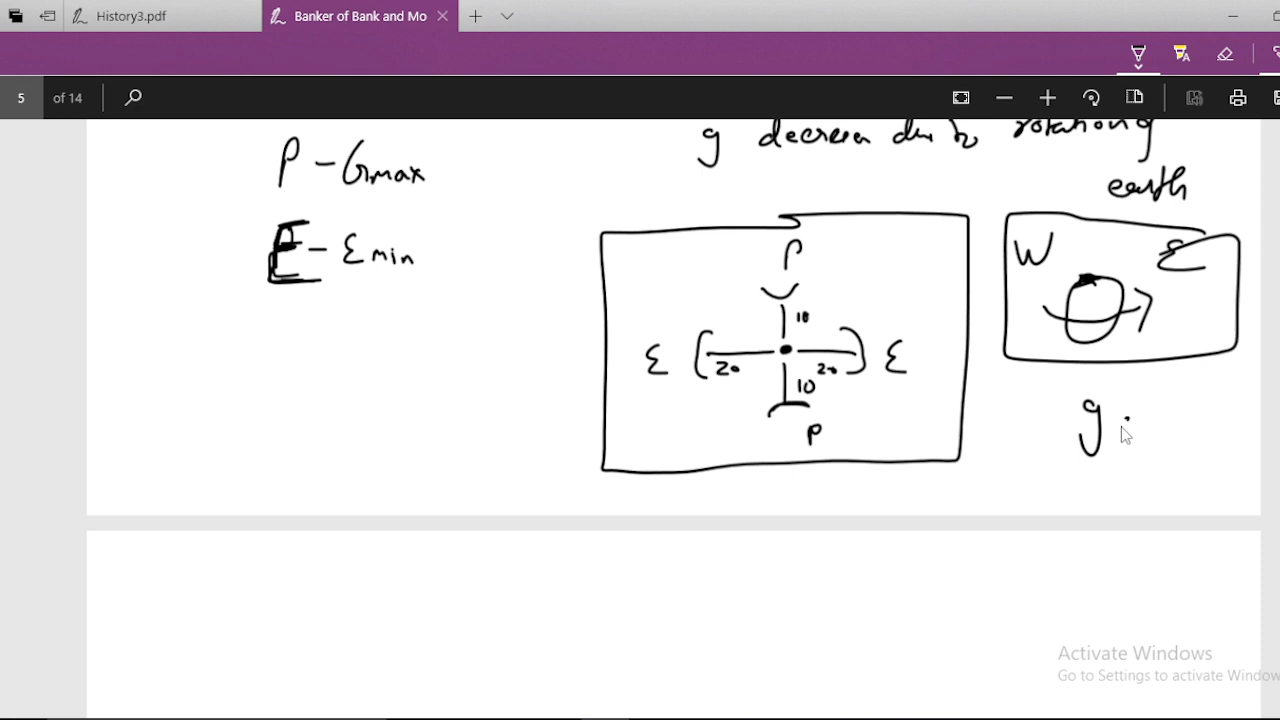 History3.pdf
Banker of Bank and Mo
5 of 14
g decreen due to rotation of
earth
P - Gmax
E - Emin
P
10
E 20 20 E
10
P
W E
g
Activate Windows
Go to Settings to activate Window